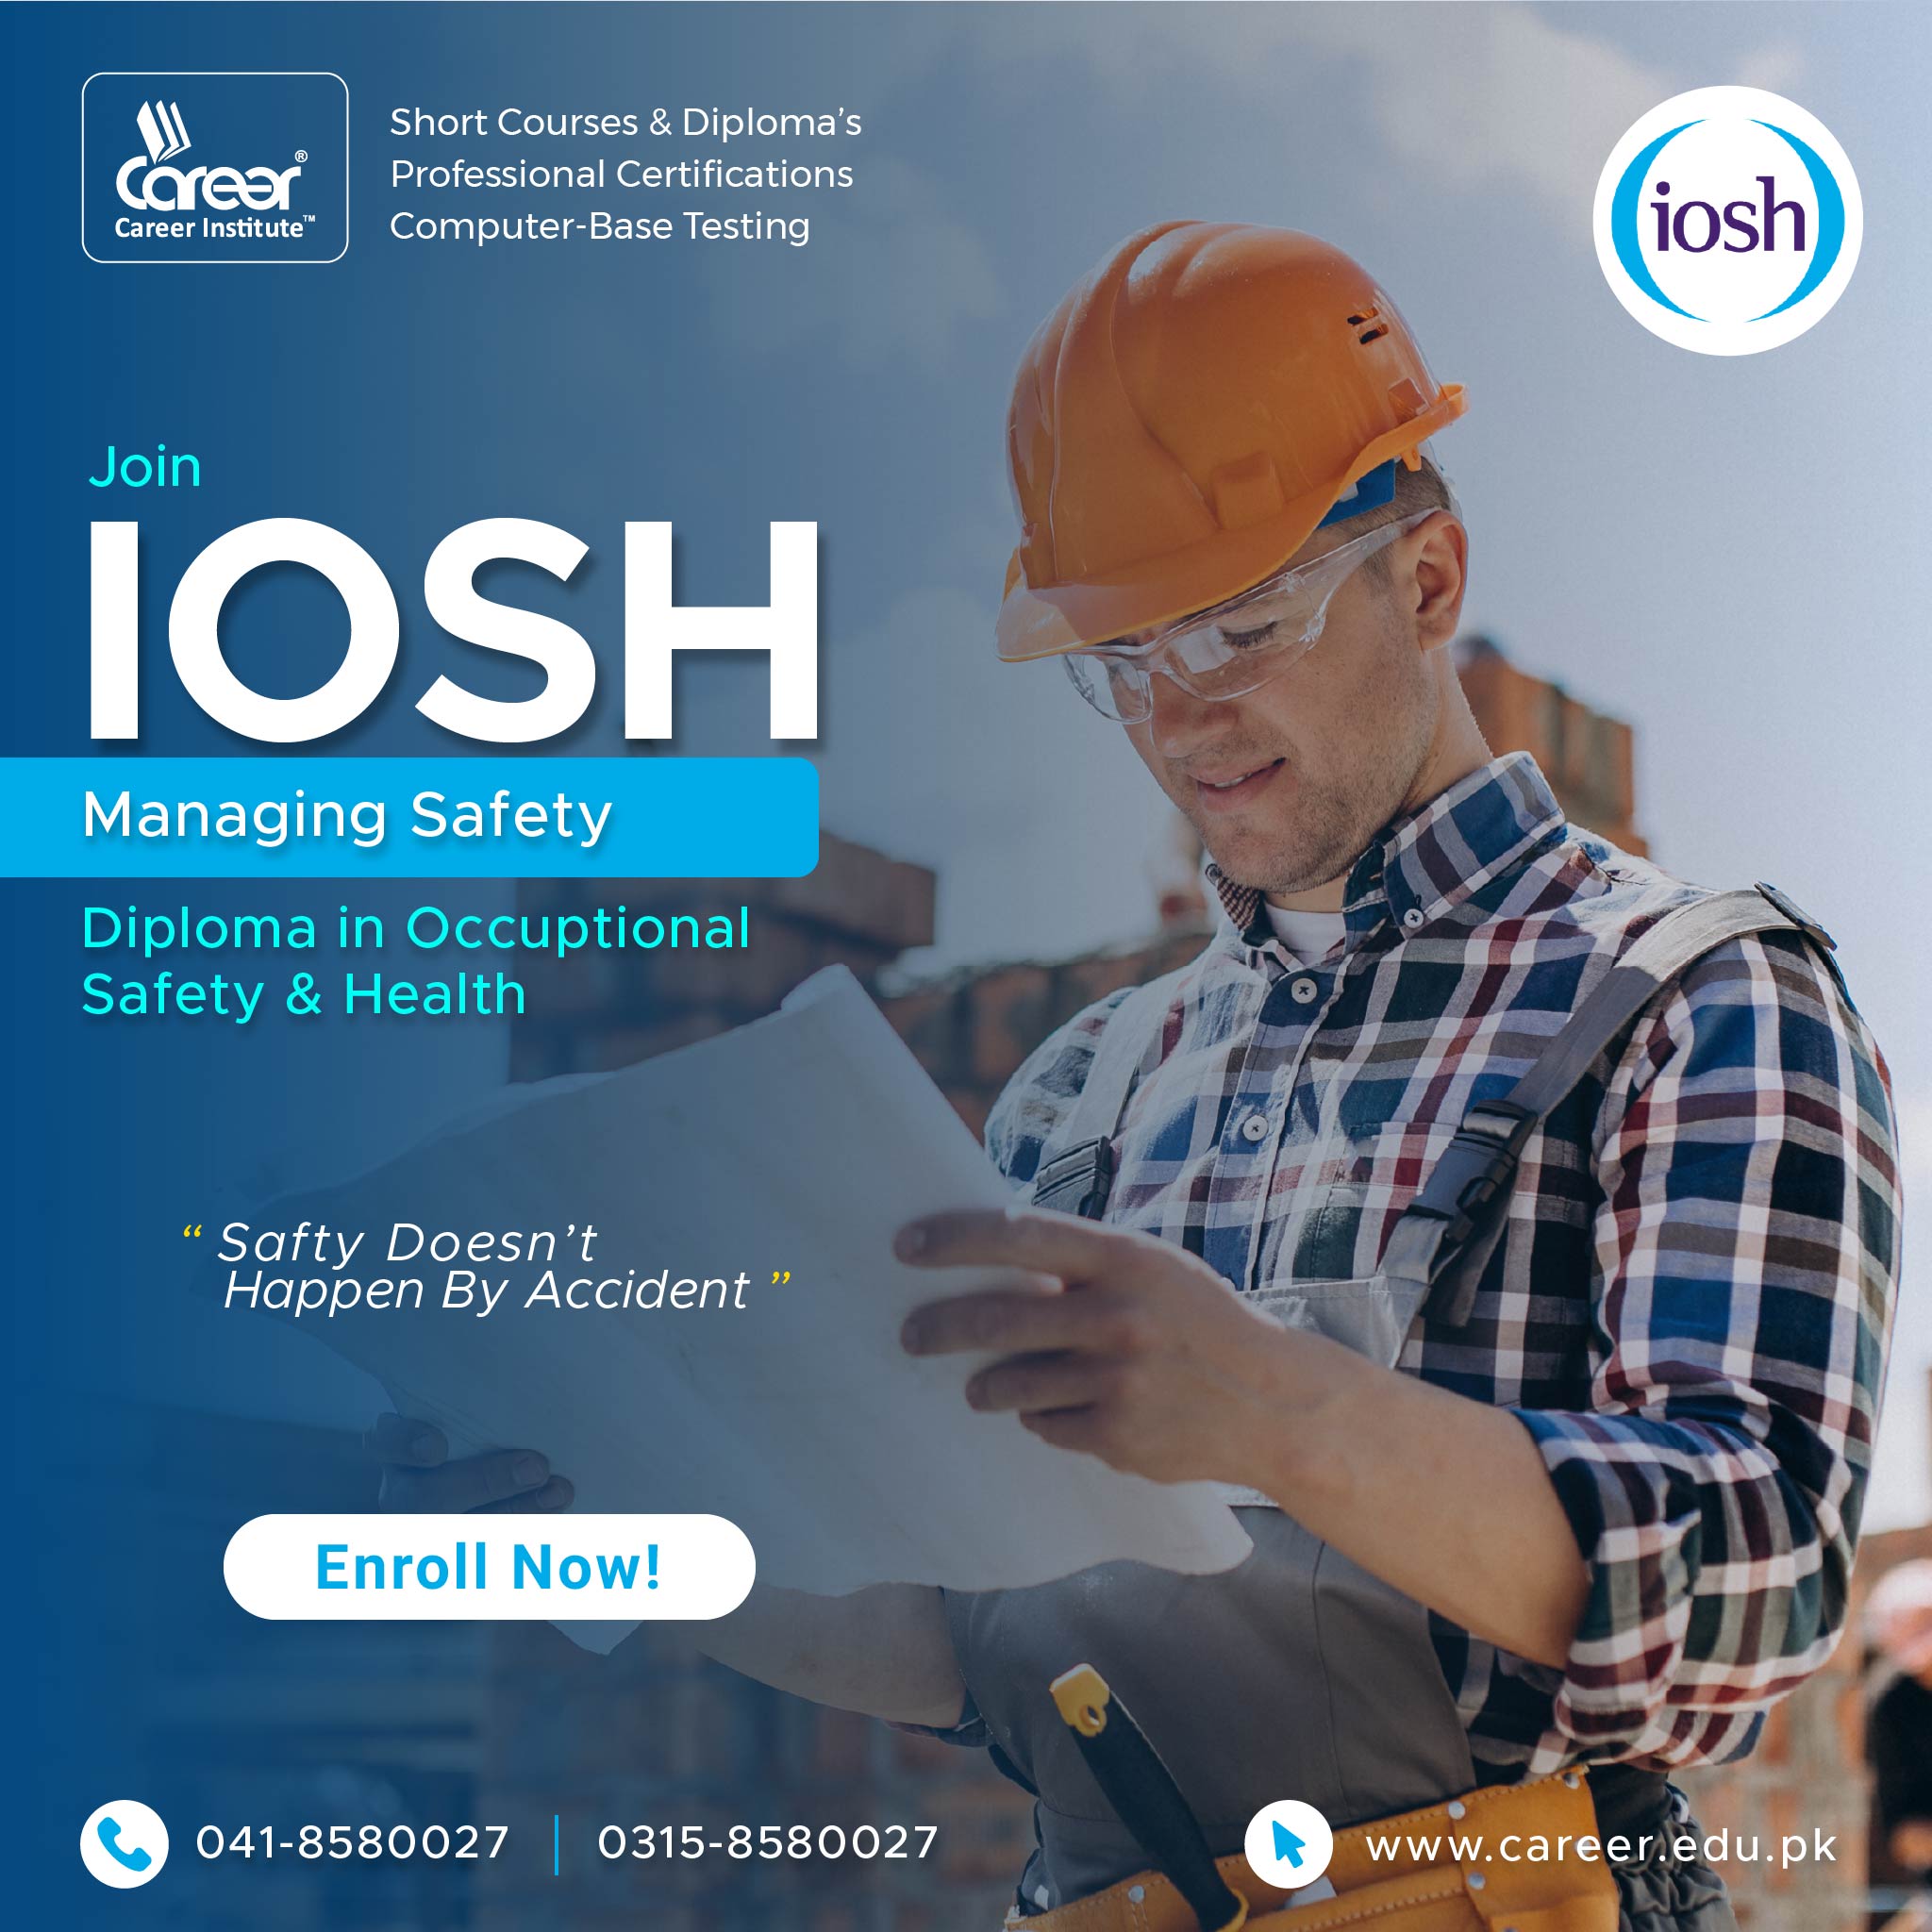 Career®
Career Institute™
Short Courses & Diploma’s
Professional Certifications
Computer-Base Testing
iosh
Join
IOSH
Managing Safety
Diploma in Occuptional
Safety & Health
“ Safty Doesn’t
Happen By Accident ”
Enroll Now!
041-8580027 | 0315-8580027
www.career.edu.pk